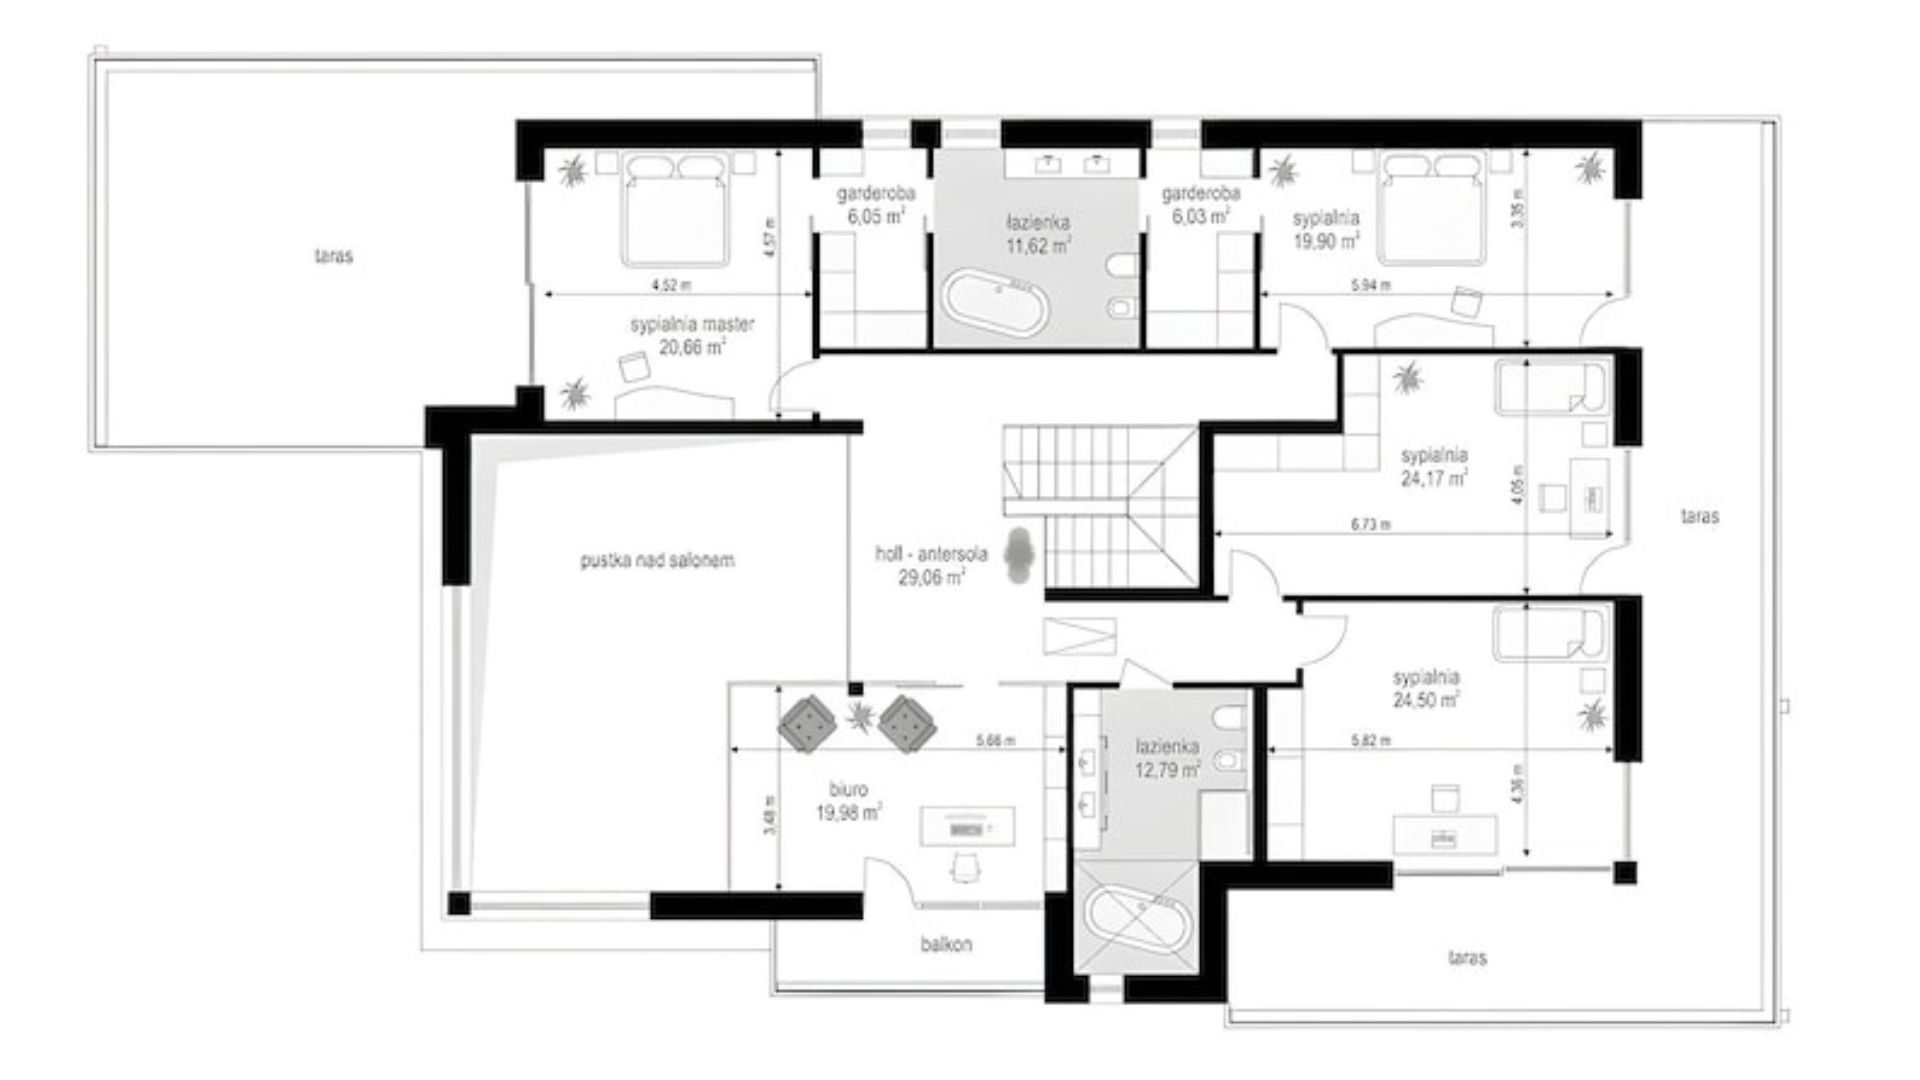 garderoba
6,05 m²
łazienka
11,62 m²
garderoba
6,03 m²
sypialnia
19,90 m²
3,35 m
4,57 m
taras
4,52 m
5,94 m
sypialnia master
20,66 m²
sypialnia
24,17 m²
4,05 m
6,73 m
taras
pustka nad salonem
holl - antersola
29,06 m²
sypialnia
24,50 m²
5,66 m
łazienka
12,79 m²
5,82 m
4,36 m
biuro
19,98 m²
3,48 m
balkon
taras